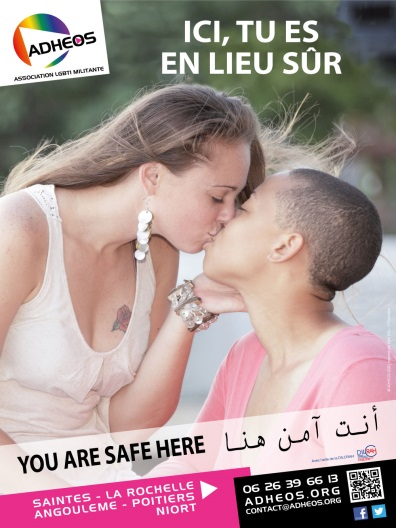 ADHEOS
ASSOCIATION LGBTI MILITANTE
ICI, TU ES
EN LIEU SÛR
YOU ARE SAFE HERE
أنت آمن هنا
SAINTES - LA ROCHELLE
ANGOULEME - POITIERS
NIORT
06 26 39 66 13
ADHEOS.ORG
CONTACT@ADHEOS.ORG